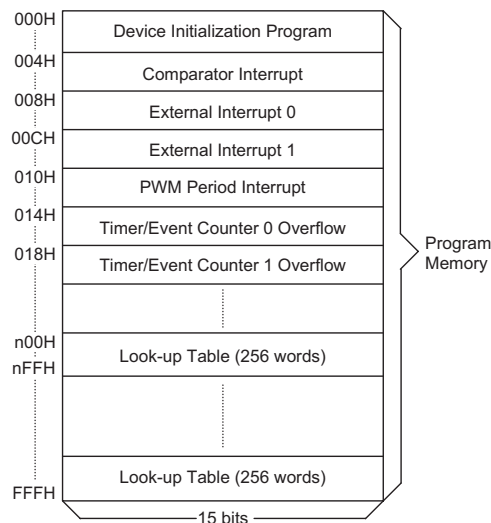 000H
Device Initialization Program
004H
Comparator Interrupt
008H
External Interrupt 0
00CH
External Interrupt 1
010H
PWM Period Interrupt
014H
Timer/Event Counter 0 Overflow
018H
Timer/Event Counter 1 Overflow
Program
Memory
n00H
Look-up Table (256 words)
nFFH
Look-up Table (256 words)
FFFH
15 bits